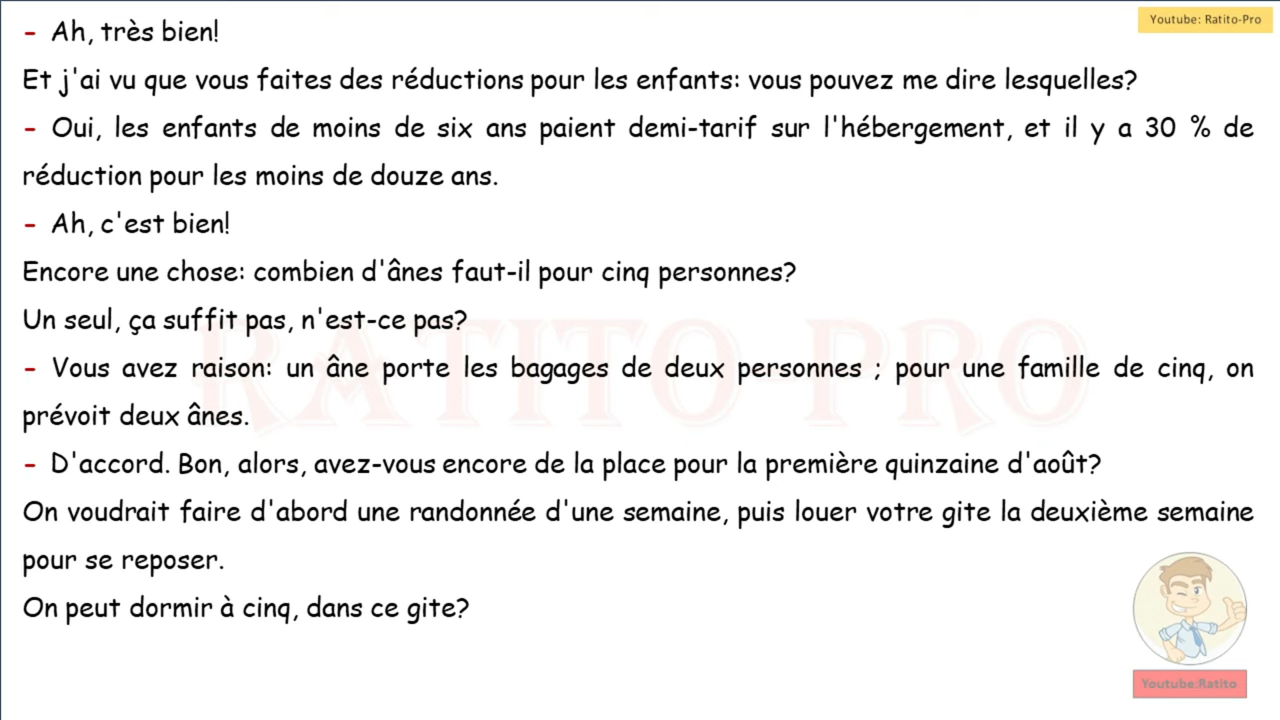 Youtube: Ratito-Pro
- Ah, très bien!
Et j'ai vu que vous faites des réductions pour les enfants: vous pouvez me dire lesquelles?
- Oui, les enfants de moins de six ans paient demi-tarif sur l'hébergement, et il y a 30 % de
réduction pour les moins de douze ans.
- Ah, c'est bien!
Encore une chose: combien d'ânes faut-il pour cinq personnes?
Un seul, ça suffit pas, n'est-ce pas?
RATITO-PRO
- Vous avez raison: un âne porte les bagages de deux personnes ; pour une famille de cinq, on
prévoit deux ânes.
- D'accord. Bon, alors, avez-vous encore de la place pour la première quinzaine d'août?
On voudrait faire d'abord une randonnée d'une semaine, puis louer votre gite la deuxième semaine
pour se reposer.
On peut dormir à cinq, dans ce gite?
Youtube:Ratito